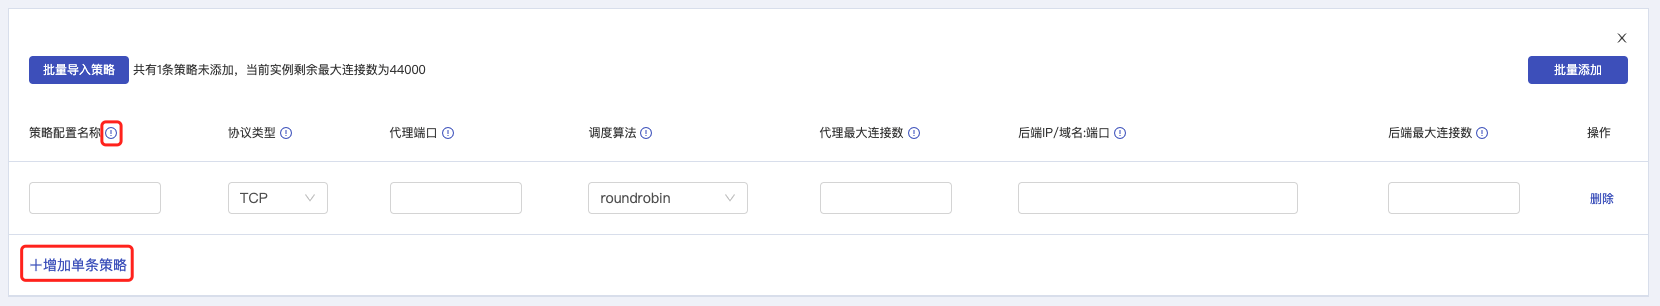 批量导入策略 共有1条策略未添加，当前实例剩余最大连接数为44000 批量添加
策略配置名称 协议类型 代理端口 调度算法 代理最大连接数 后端IP/域名:端口 后端最大连接数 操作
TCP roundrobin 删除
+增加单条策略